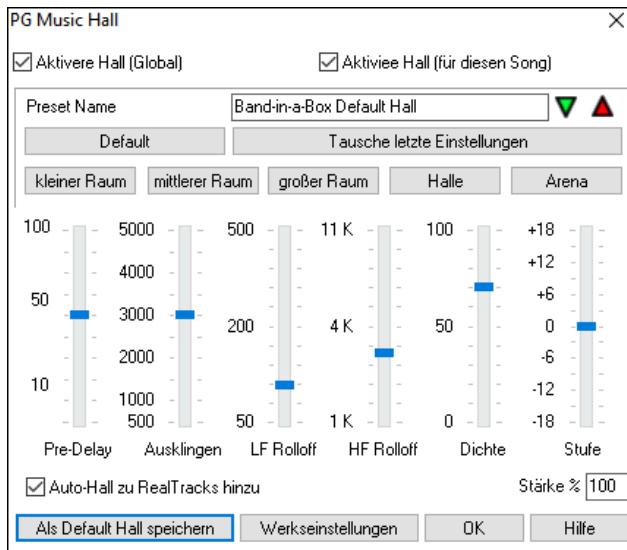 PG Music Hall
Aktivere Hall (Global) Aktiviee Hall (für diesen Song)
Preset Name Band-in-a-Box Default Hall
Default Tausche letzte Einstellungen
kleiner Raum mittlerer Raum großer Raum Halle Arena
100 5000 500 11 K 100 +18
4000 +12
50 +6
3000
200 4 K 50 0
2000 -6
10 -12
1000
500 50 1 K 0 -18
Pre-Delay Ausklingen LF Rolloff HF Rolloff Dichte Stufe
Auto-Hall zu RealTracks hinzu Stärke % 100
Als Default Hall speichern Werkseinstellungen OK Hilfe